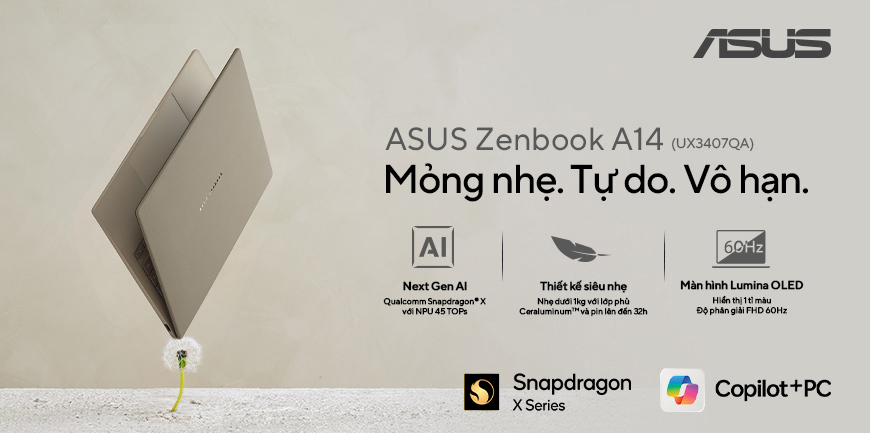 ASUS
ASUS Zenbook A14 (UX3407QA)
Mỏng nhẹ. Tự do. Vô hạn.
AI
Next Gen AI
Qualcomm Snapdragon® X
với NPU 45 TOPs
Thiết kế siêu nhẹ
Nhẹ dưới 1kg với lớp phủ
Ceraluminum™ và pin lên đến 32h
60Hz
Màn hình Lumina OLED
Hiển thị 1 tỉ màu
Độ phân giải FHD 60Hz
Snapdragon
X Series
Copilot+PC